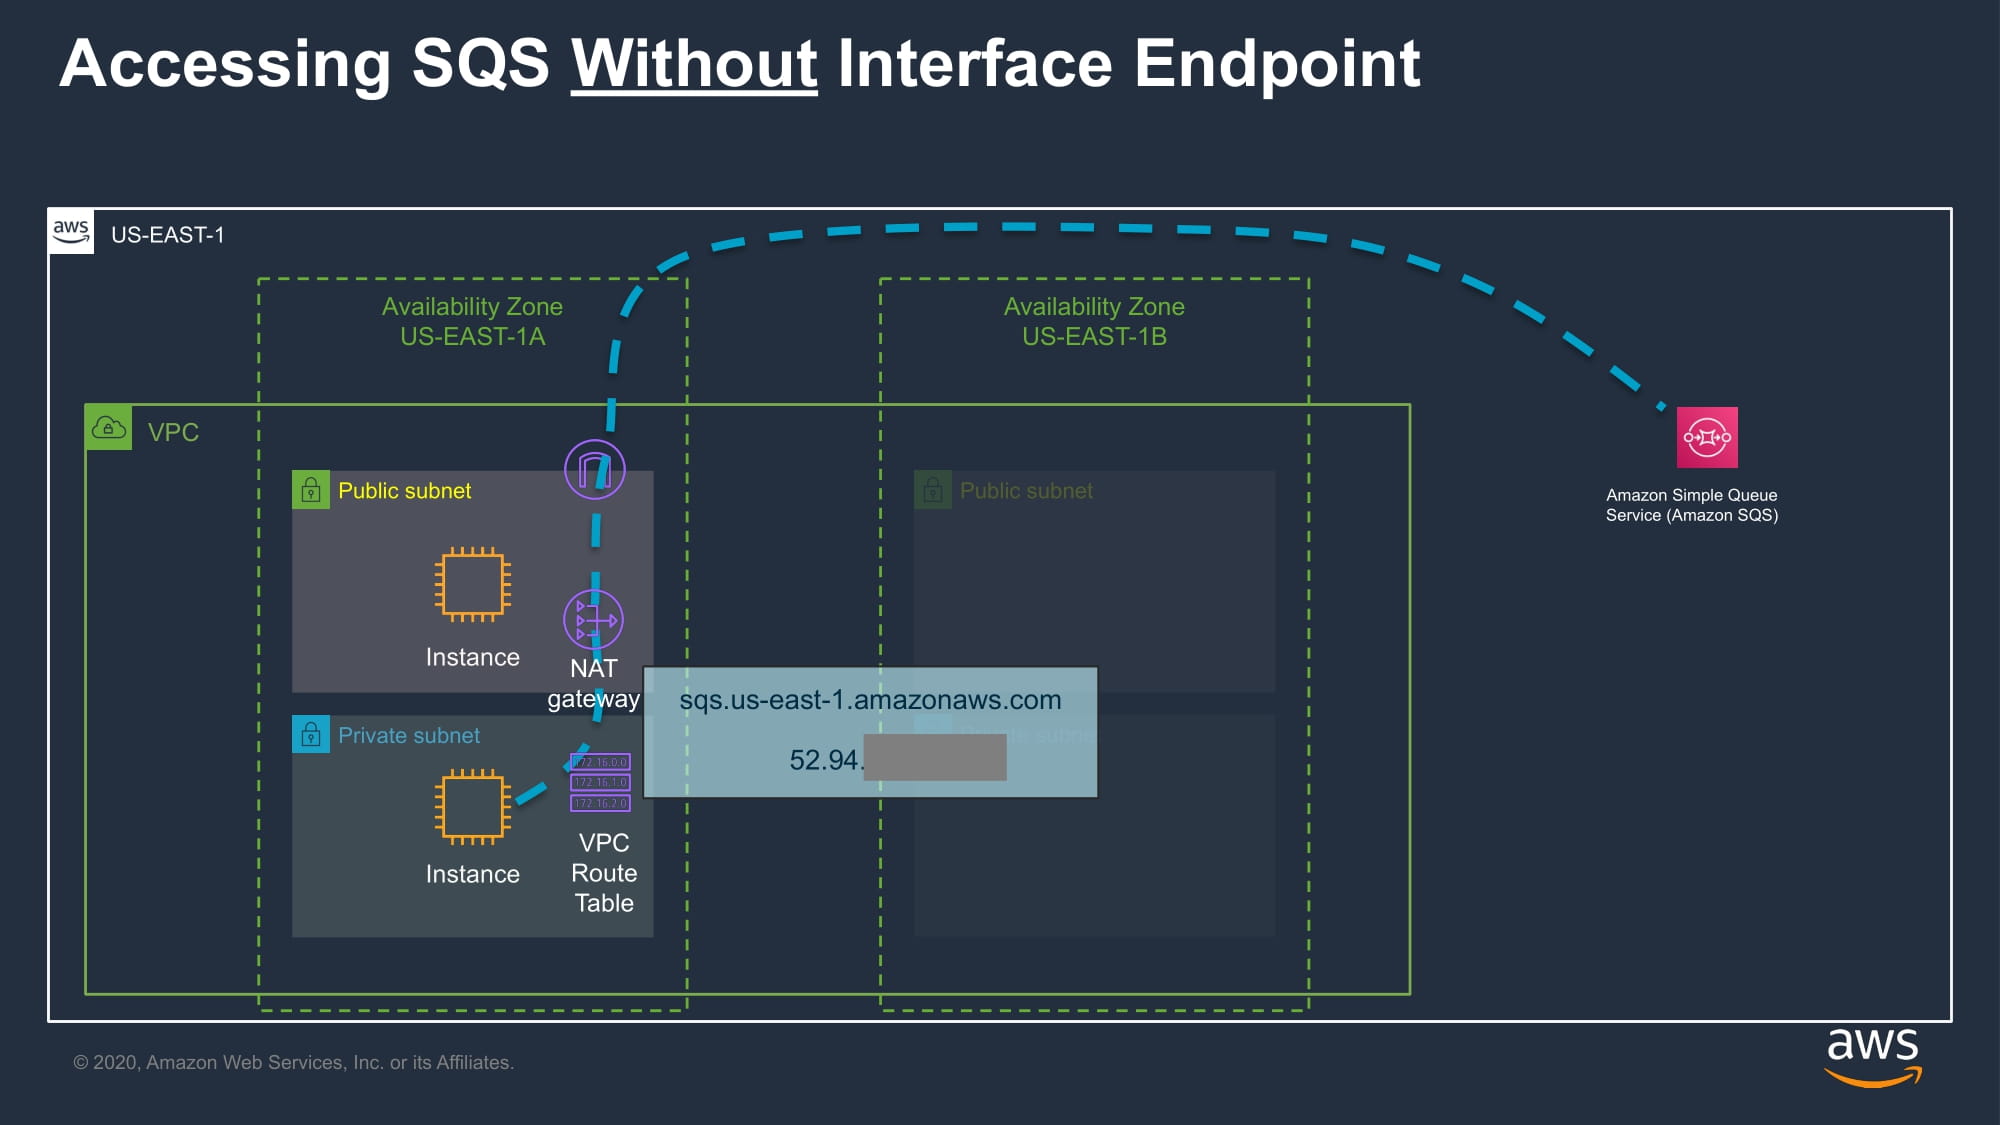 Accessing SQS Without Interface Endpoint
aws
US-EAST-1
Availability Zone
US-EAST-1A
Availability Zone
US-EAST-1B
VPC
Public subnet
Public subnet
Instance
NAT
gateway
sqs.us-east-1.amazonaws.com
52.94.
Private subnet
Private subnet
172.16.0.0
172.16.1.0
172.16.2.0
Instance
VPC
Route
Table
Amazon Simple Queue
Service (Amazon SQS)
© 2020, Amazon Web Services, Inc. or its Affiliates.
aws